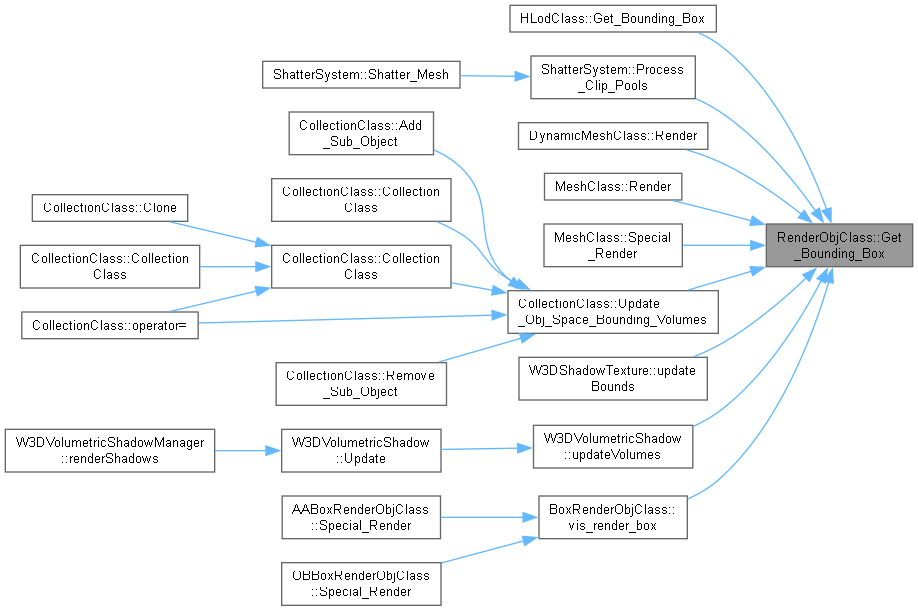 HLodClass::Get_Bounding_Box
ShatterSystem::Process
_Clip_Pools
ShatterSystem::Shatter_Mesh
CollectionClass::Add
_Sub_Object
DynamicMeshClass::Render
CollectionClass::Collection
Class
MeshClass::Render
CollectionClass::Clone
MeshClass::Special
_Render
RenderObjClass::Get
_Bounding_Box
CollectionClass::Collection
Class
CollectionClass::Collection
Class
CollectionClass::Update
_Obj_Space_Bounding_Volumes
CollectionClass::operator=
CollectionClass::Remove
_Sub_Object
W3DShadowTexture::update
Bounds
W3DVolumetricShadowManager
::renderShadows
W3DVolumetricShadow
::Update
W3DVolumetricShadow
::updateVolumes
AABoxRenderObjClass
::Special_Render
BoxRenderObjClass::
vis_render_box
OBBoxRenderObjClass
::Special_Render